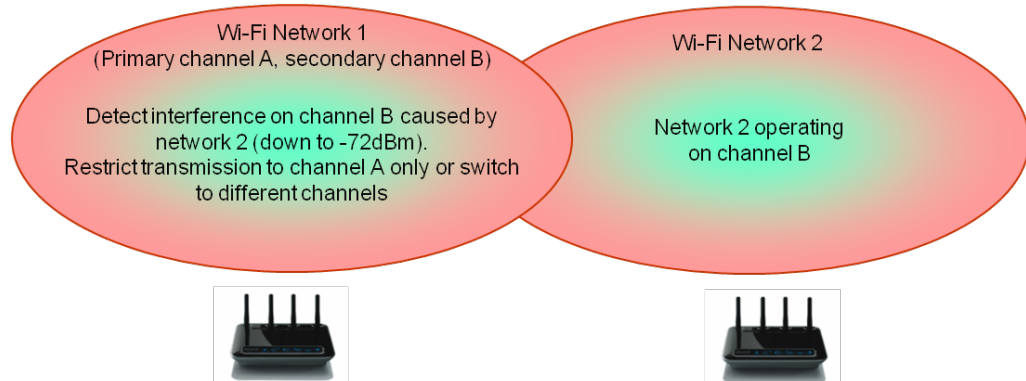 Wi-Fi Network 1
(Primary channel A, secondary channel B)
Detect interference on channel B caused by
network 2 (down to -72dBm).
Restrict transmission to channel A only or switch
to different channels
Wi-Fi Network 2
Network 2 operating
on channel B